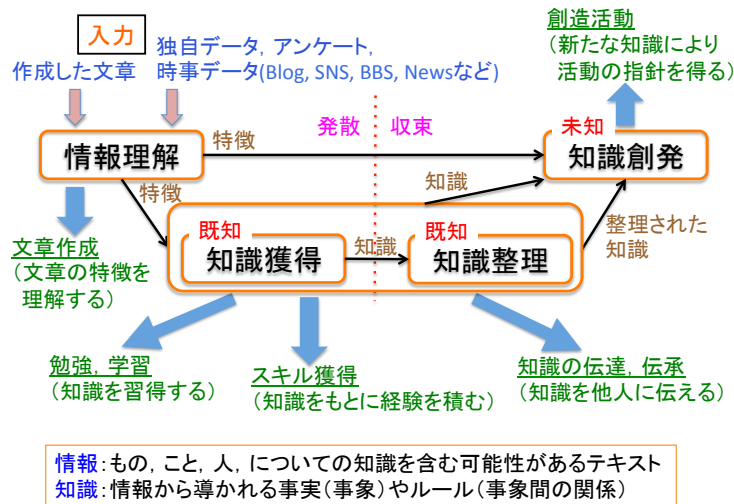 入力
作成した文章
独自データ, アンケート,
時事データ(Blog, SNS, BBS, Newsなど)
創造活動
(新たな知識により
活動の指針を得る)
発散
収束
情報理解
特徴
未知
知識創発
特徴
知識
既知
知識獲得
知識
既知
知識整理
整理された
知識
文章作成
(文章の特徴を
理解する)
勉強, 学習
(知識を習得する)
スキル獲得
(知識をもとに経験を積む)
知識の伝達, 伝承
(知識を他人に伝える)
情報:もの, こと, 人, についての知識を含む可能性があるテキスト
知識:情報から導かれる事実(事象)やルール(事象間の関係)